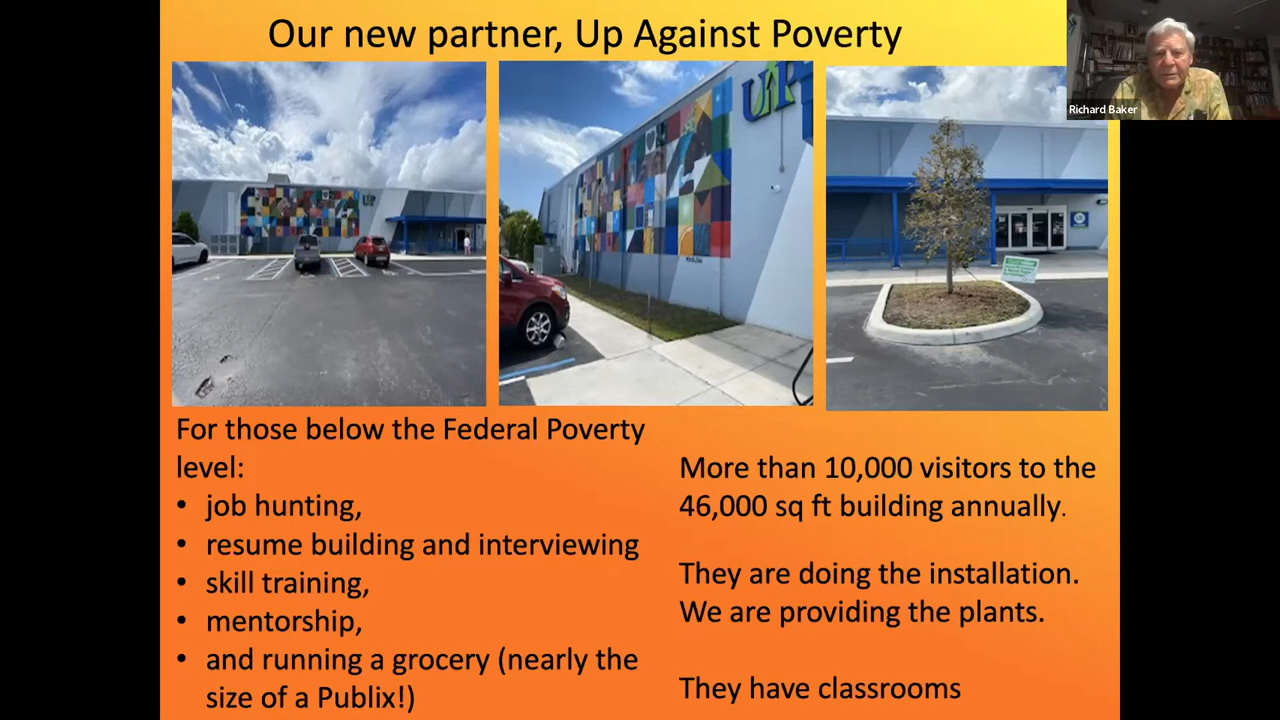 Our new partner, Up Against Poverty
Richard Baker
UP
UP
For those below the Federal Poverty
level:
• job hunting,
• resume building and interviewing
• skill training,
• mentorship,
• and running a grocery (nearly the
size of a Publix!)
More than 10,000 visitors to the
46,000 sq ft building annually.
They are doing the installation.
We are providing the plants.
They have classrooms